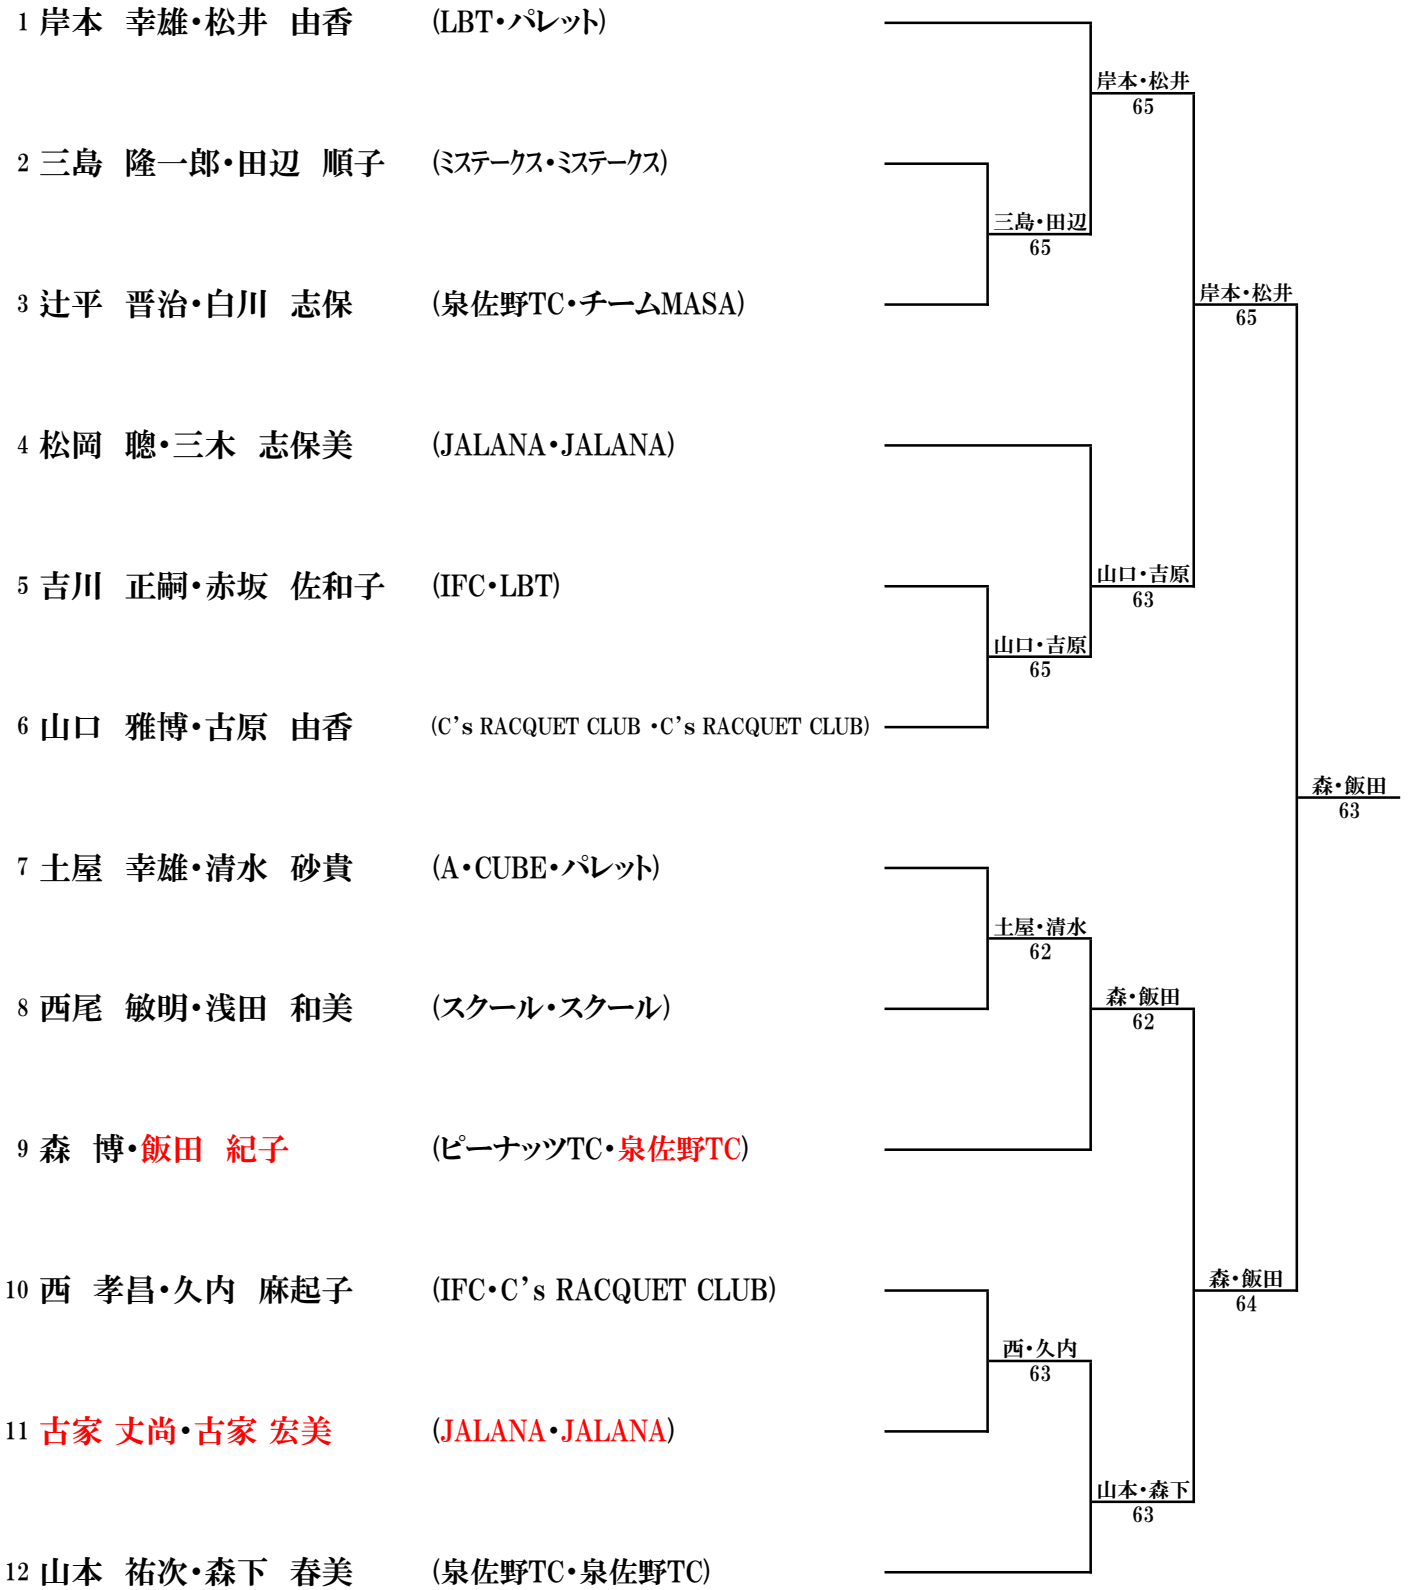 1 岸本 幸雄・松井 由香 (LBT・パレット)
岸本・松井
65
2 三島 隆一郎・田辺 順子 (ミステークス・ミステークス)
三島・田辺
65
3 辻平 晋治・白川 志保 (泉佐野TC・チームMASA)
岸本・松井
65
4 松岡 聰・三木 志保美 (JALANA・JALANA)
5 吉川 正嗣・赤坂 佐和子 (IFC・LBT)
山口・吉原
63
山口・吉原
65
6 山口 雅博・古原 由香 (C’s RACQUET CLUB ・C’s RACQUET CLUB)
森・飯田
63
7 土屋 幸雄・清水 砂貴 (A・CUBE・パレット)
土屋・清水
62
8 西尾 敏明・浅田 和美 (スクール・スクール)
森・飯田
62
9 森 博・飯田 紀子 (ピーナッツTC・泉佐野TC)
10 西 孝昌・久内 麻起子 (IFC・C’s RACQUET CLUB)
森・飯田
64
西・久内
63
11 古家 丈尚・古家 宏美 (JALANA・JALANA)
山本・森下
63
12 山本 祐次・森下 春美 (泉佐野TC・泉佐野TC)